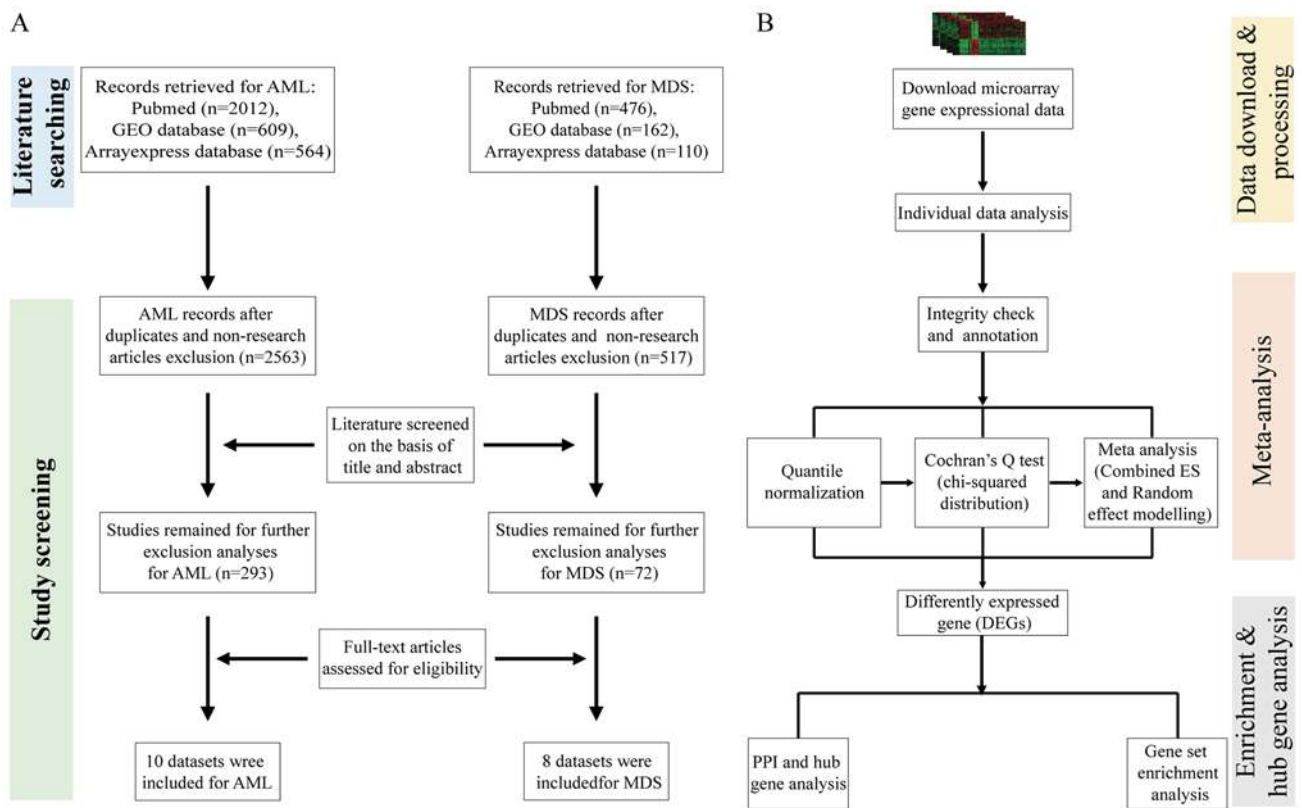 A
Literature
searching
Records retrieved for AML:
Pubmed (n=2012),
GEO database (n=609),
Arrayexpress database (n=564)
Records retrieved for MDS:
Pubmed (n=476),
GEO database (n=162),
Arrayexpress database (n=110)
Study screening
AML records after
duplicates and non-research
articles exclusion (n=2563)
MDS records after
duplicates and non-research
articles exclusion (n=517)
Literature screened
on the basis of
title and abstract
Studies remained for further
exclusion analyses
for AML (n=293)
Studies remained for further
exclusion analyses
for MDS (n=72)
Full-text articles
assessed for eligibility
10 datasets wree
included for AML
8 datasets were
includedfor MDS
B
Data download &
processing
Download microarray
gene expressional data
Individual data analysis
Meta-analysis
Integrity check
and annotation
Quantile
normalization
Cochran's Q test
(chi-squared
distribution)
Meta analysis
(Combined ES
and Random
effect modelling)
Enrichment &
hub gene analysis
Differently expressed
gene (DEGs)
PPI and hub
gene analysis
Gene set
enrichment
analysis